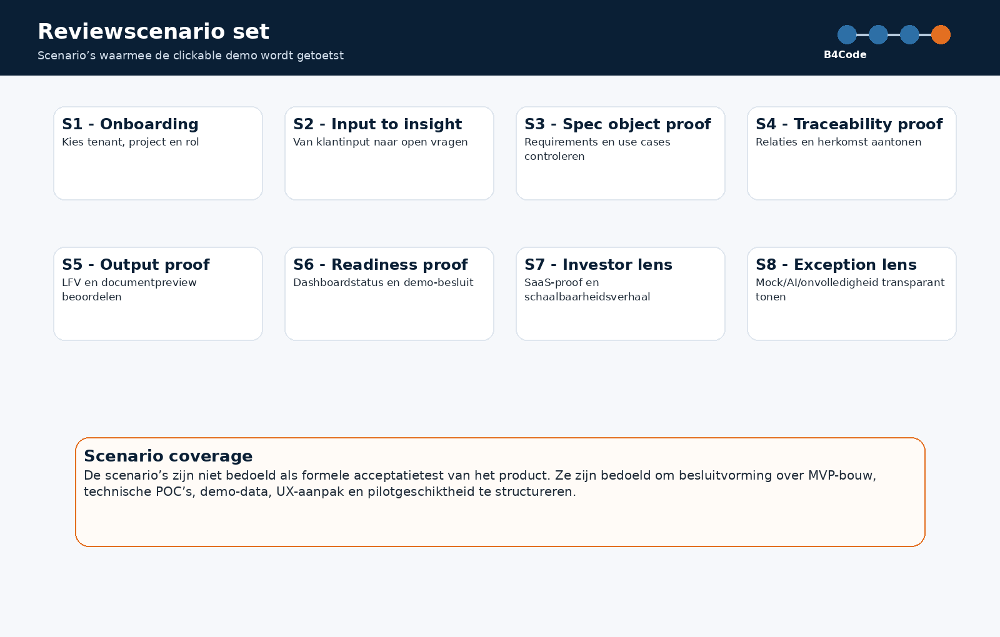 Reviewscenario set
Scenario’s waarmee de clickable demo wordt getoetst
B4Code
S1 - Onboarding
Kies tenant, project en rol
S2 - Input to insight
Van klantinput naar open vragen
S3 - Spec object proof
Requirements en use cases
controleren
S4 - Traceability proof
Relaties en herkomst aantonen
S5 - Output proof
LFV en documentpreview
beoordelen
S6 - Readiness proof
Dashboardstatus en demo-besluit
S7 - Investor lens
SaaS-proof en
schaalbaarheidsverhaal
S8 - Exception lens
Mock/AI/onvolledigheid transparant
tonen
Scenario coverage
De scenario’s zijn niet bedoeld als formele acceptatietest van het product. Ze zijn bedoeld om besluitvorming over MVP-bouw,
technische POC’s, demo-data, UX-aanpak en pilotgeschiktheid te structureren.